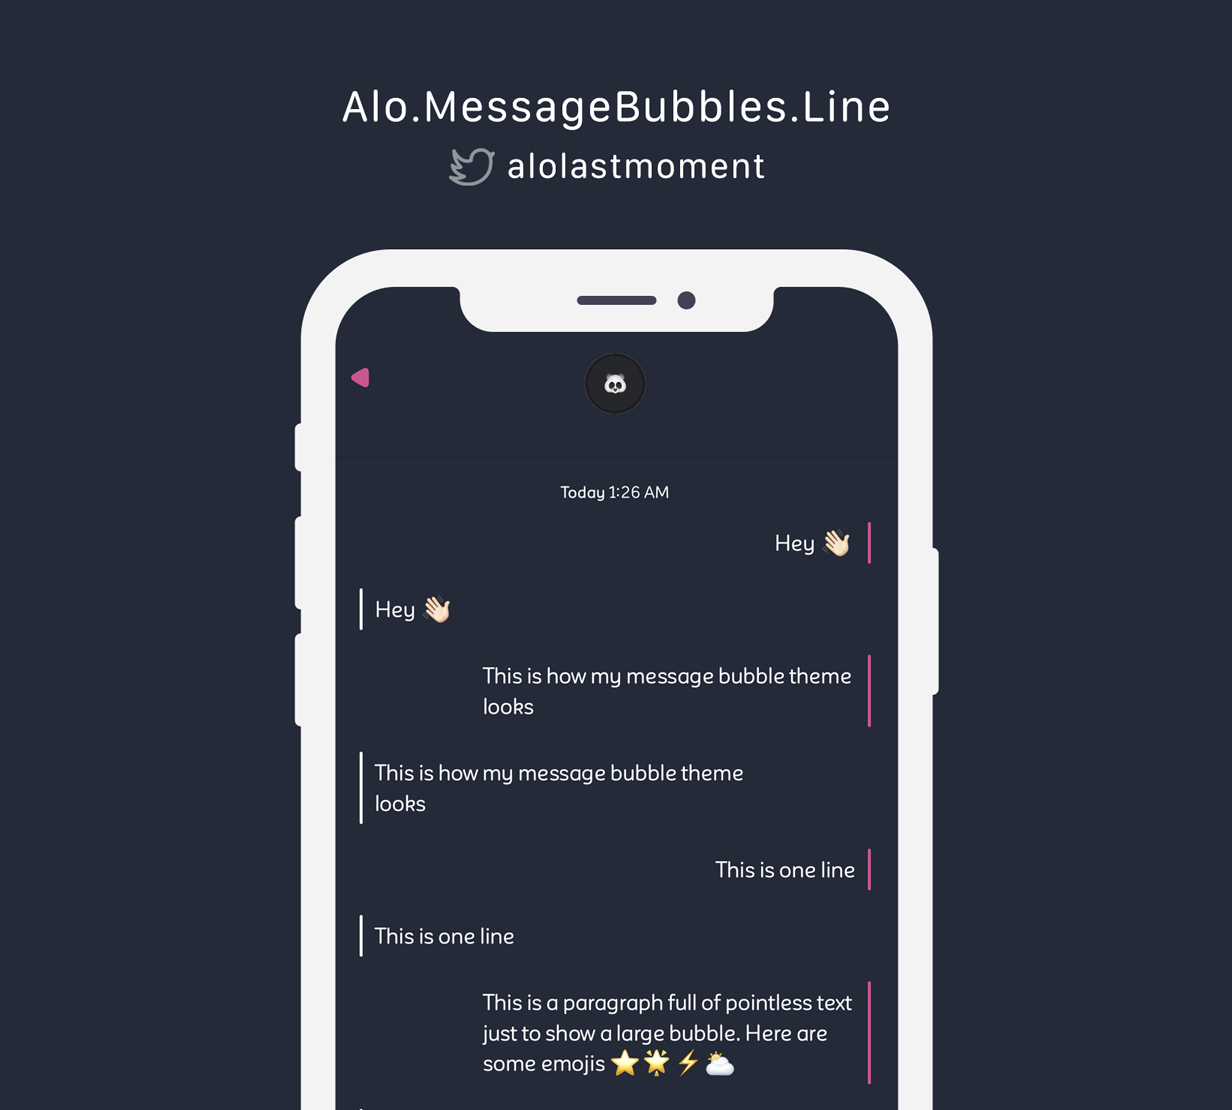 Alo.MessageBubbles.Line
alolastmoment
Today 1:26 AM
Hey 👋🏻
Hey 👋🏻
This is how my message bubble theme
looks
This is how my message bubble theme
looks
This is one line
This is one line
This is a paragraph full of pointless text
just to show a large bubble. Here are
some emojis ⭐🌟⚡🌥️